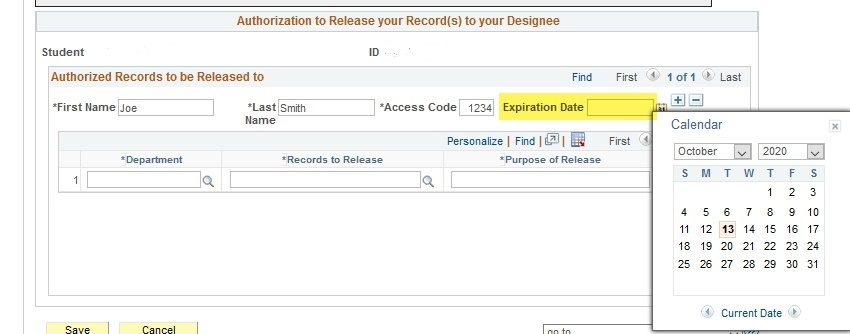 Authorization to Release your Record(s) to your Designee
Student ID
Authorized Records to be Released to
Find First 1 of 1 Last
*First Name Joe *Last Name Smith *Access Code 1234 Expiration Date
Personalize | Find | | First
*Department *Records to Release *Purpose of Release
1
Save Cancel
go to
Calendar
October 2020
S M T W T F S
1 2 3
4 5 6 7 8 9 10
11 12 13 14 15 16 17
18 19 20 21 22 23 24
25 26 27 28 29 30 31
Current Date